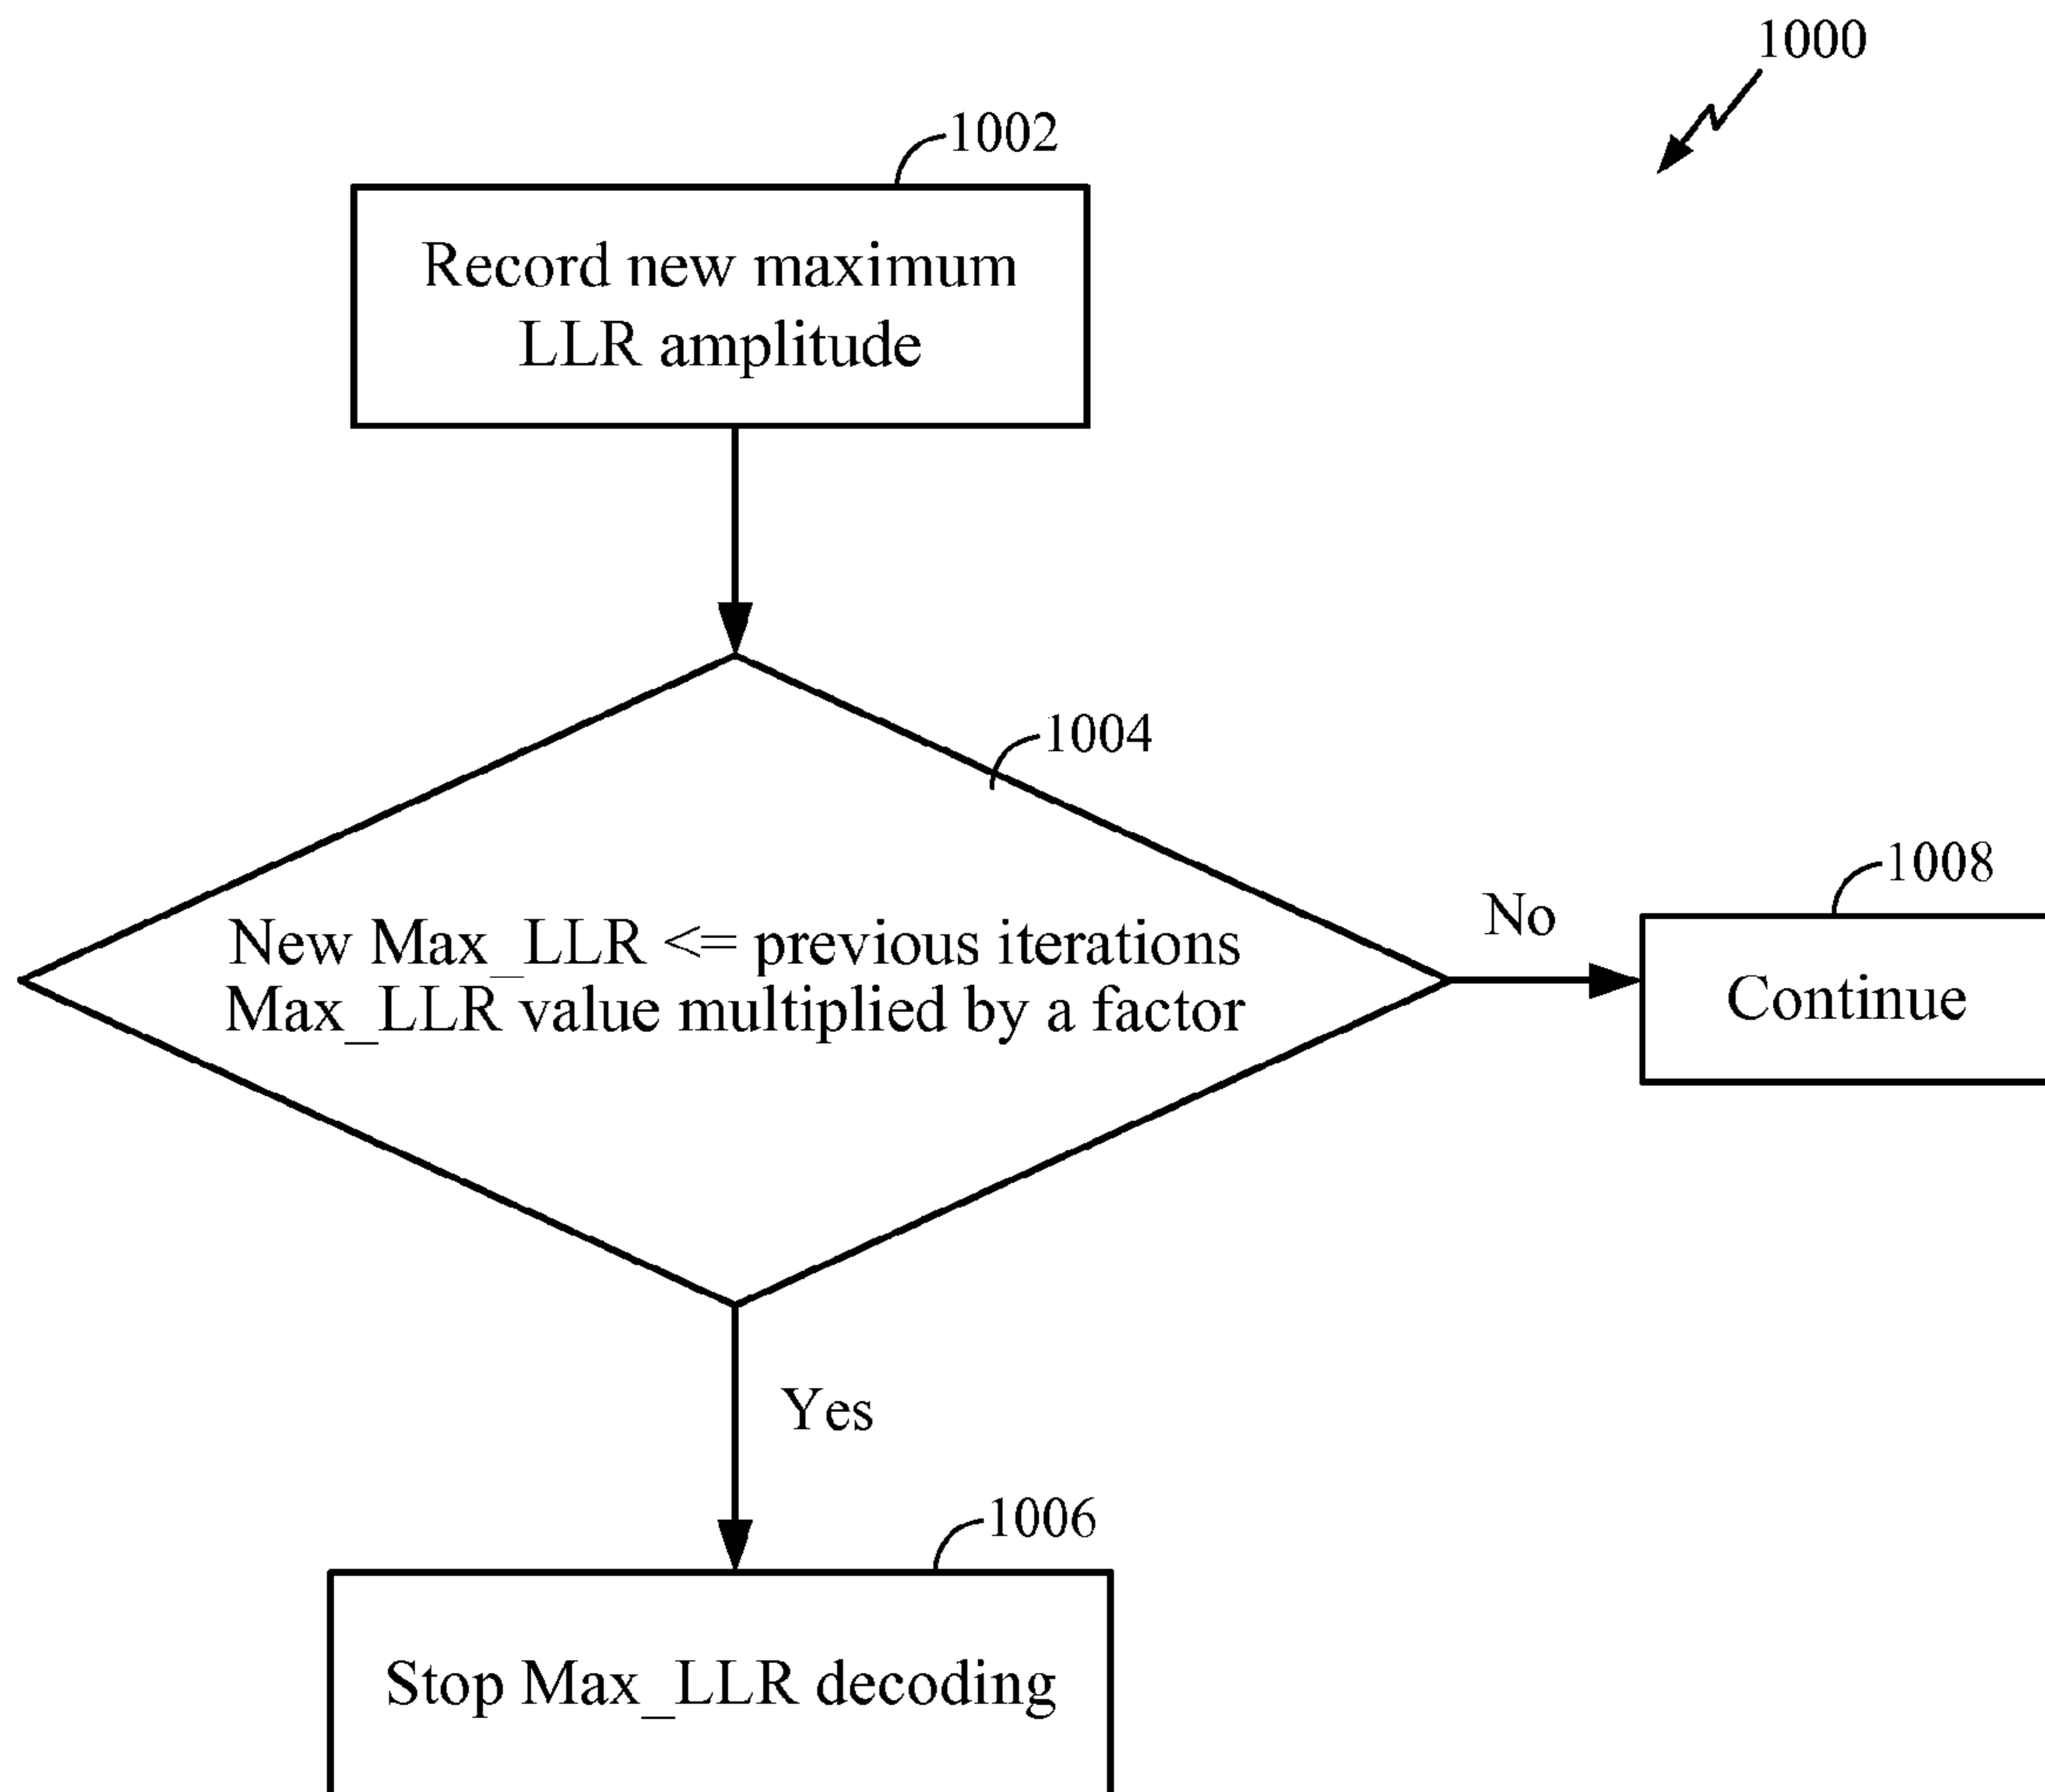 1000
1002
Record new maximum
LLR amplitude
1004
New Max_LLR <= previous iterations
Max_LLR value multiplied by a factor
No
1008
Continue
Yes
1006
Stop Max_LLR decoding